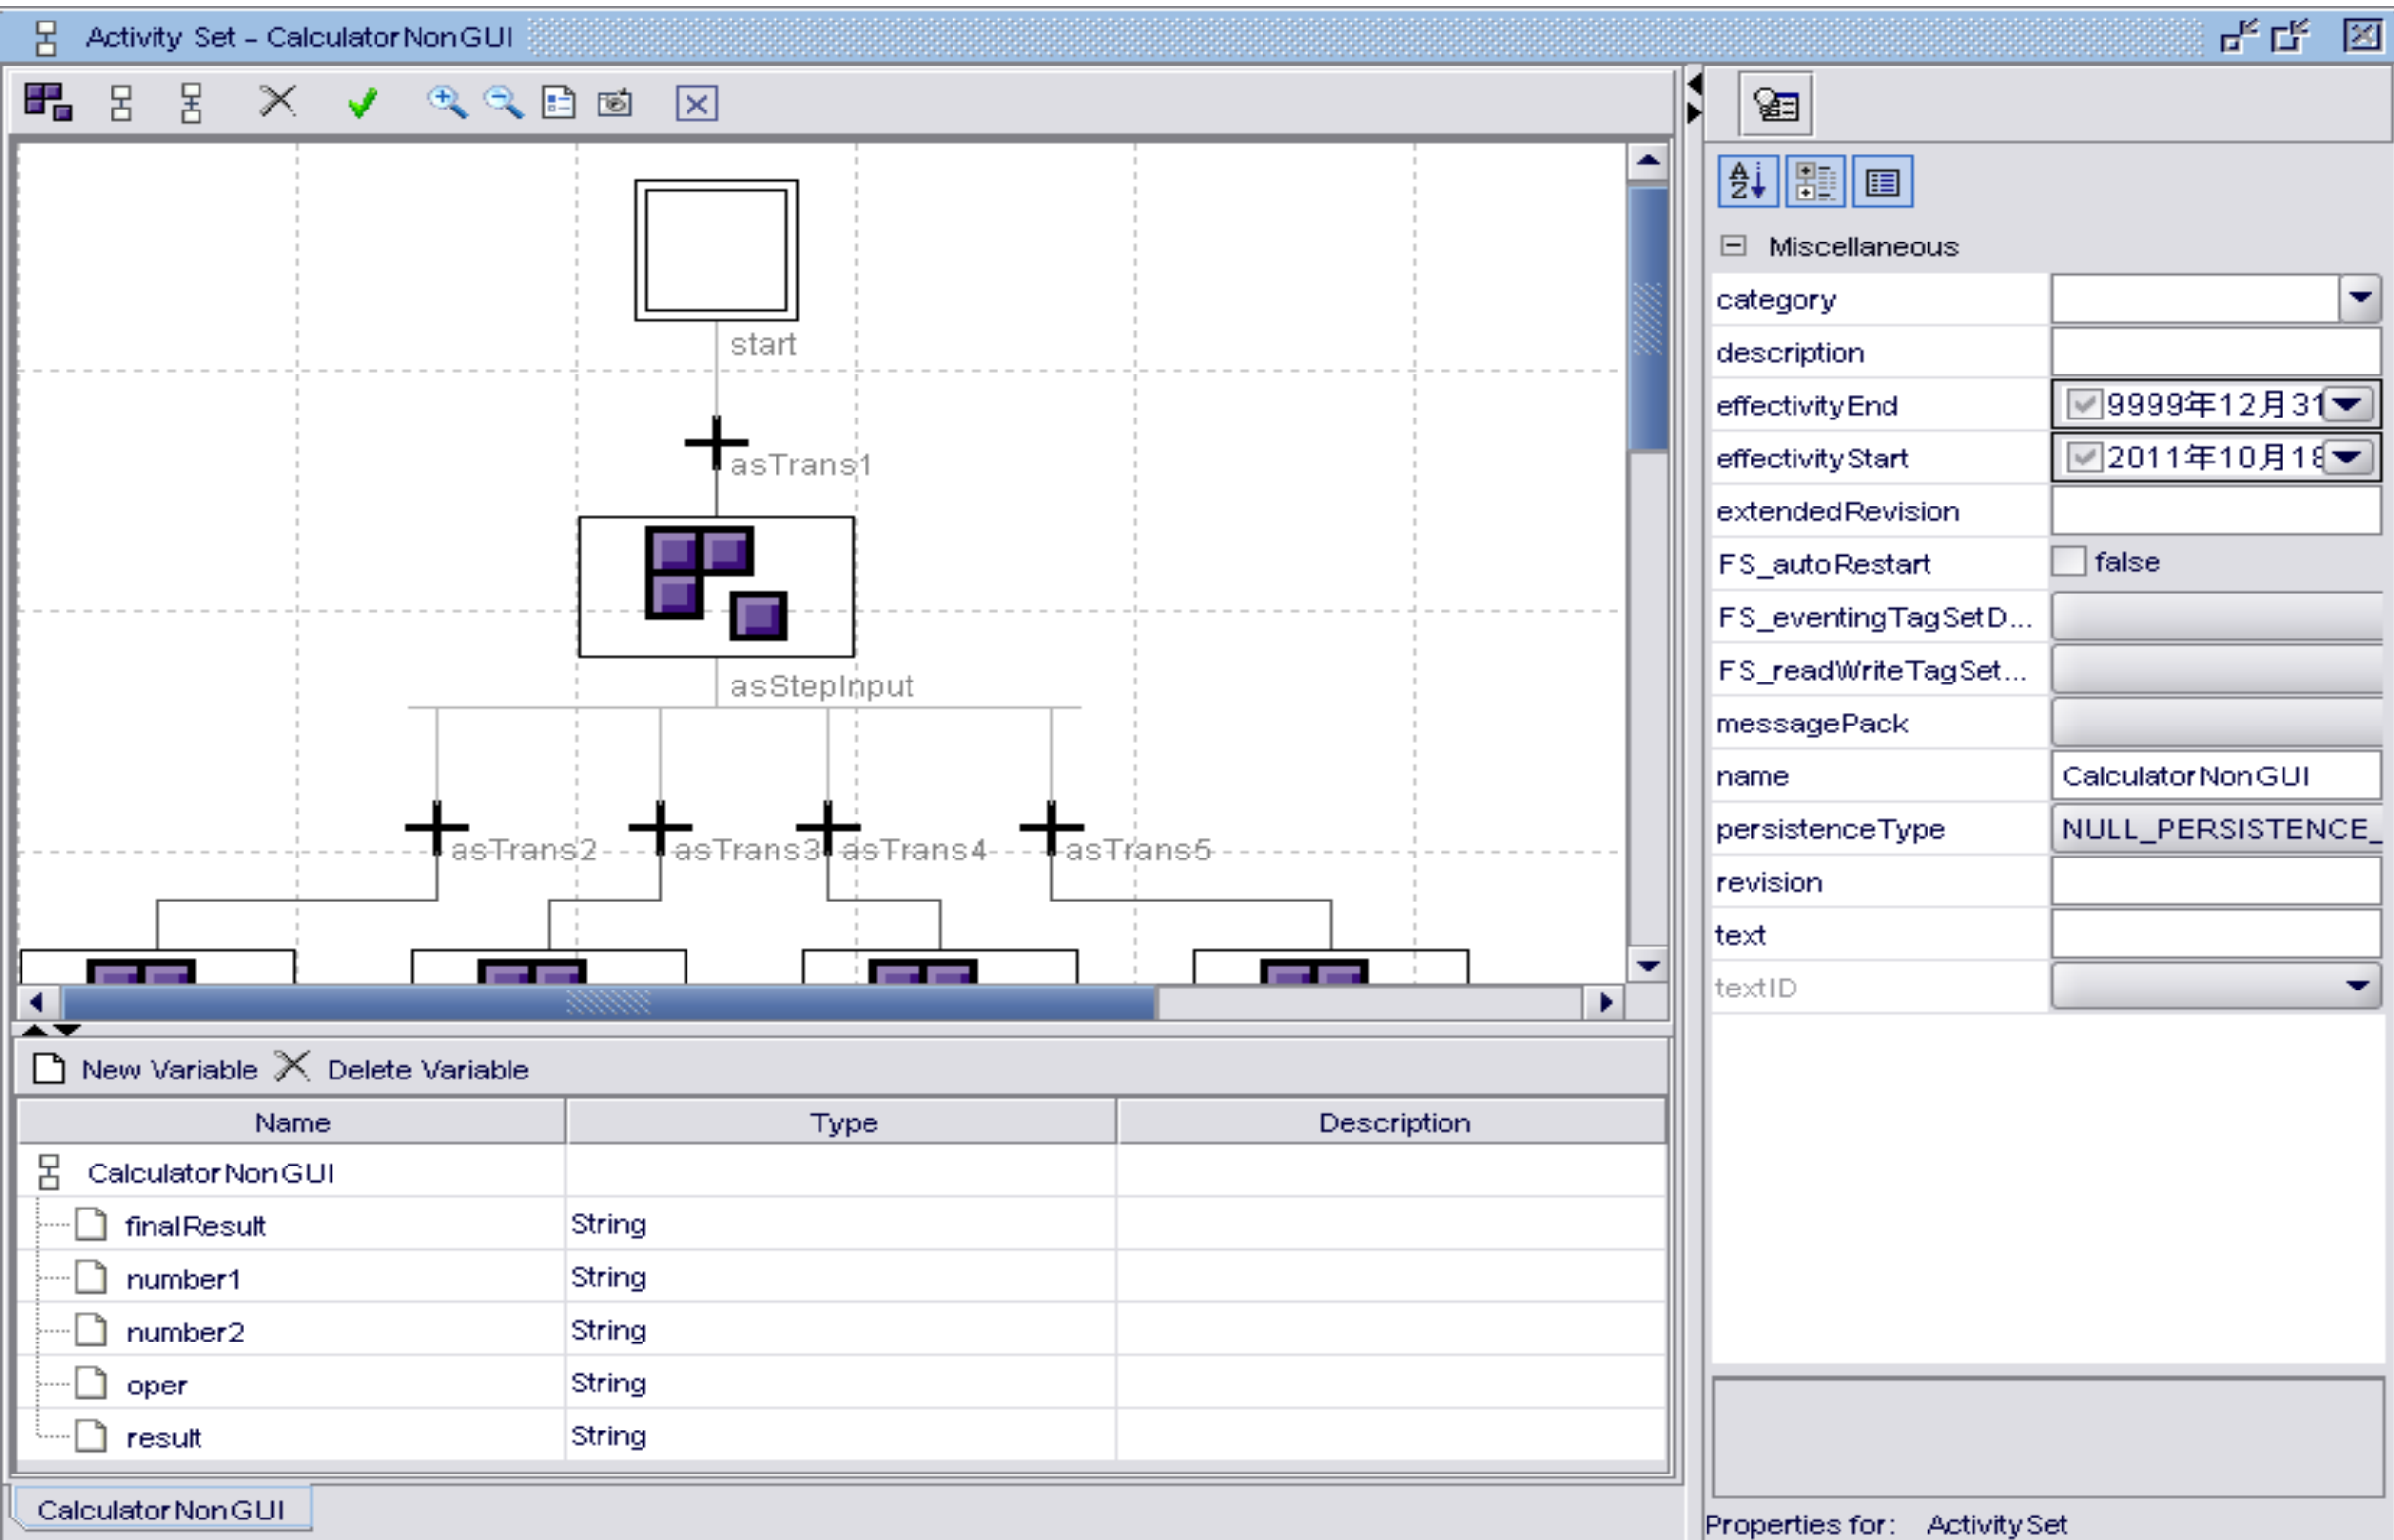 Activity Set - CalculatorNonGUI
start
asTrans1
asStepInput
asTrans2
asTrans3
asTrans4
asTrans5
New Variable
Delete Variable
Name Type Description
CalculatorNonGUI
finalResult String
number1 String
number2 String
oper String
result String
CalculatorNonGUI
A
Z
Miscellaneous
category
description
effectivityEnd 9999年12月31
effectivityStart 2011年10月18
extendedRevision
FS_autoRestart false
FS_eventingTagSetD...
FS_readWriteTagSet...
messagePack
name CalculatorNonGUI
persistenceType NULL_PERSISTENCE_
revision
text
textID
Properties for: ActivitySet